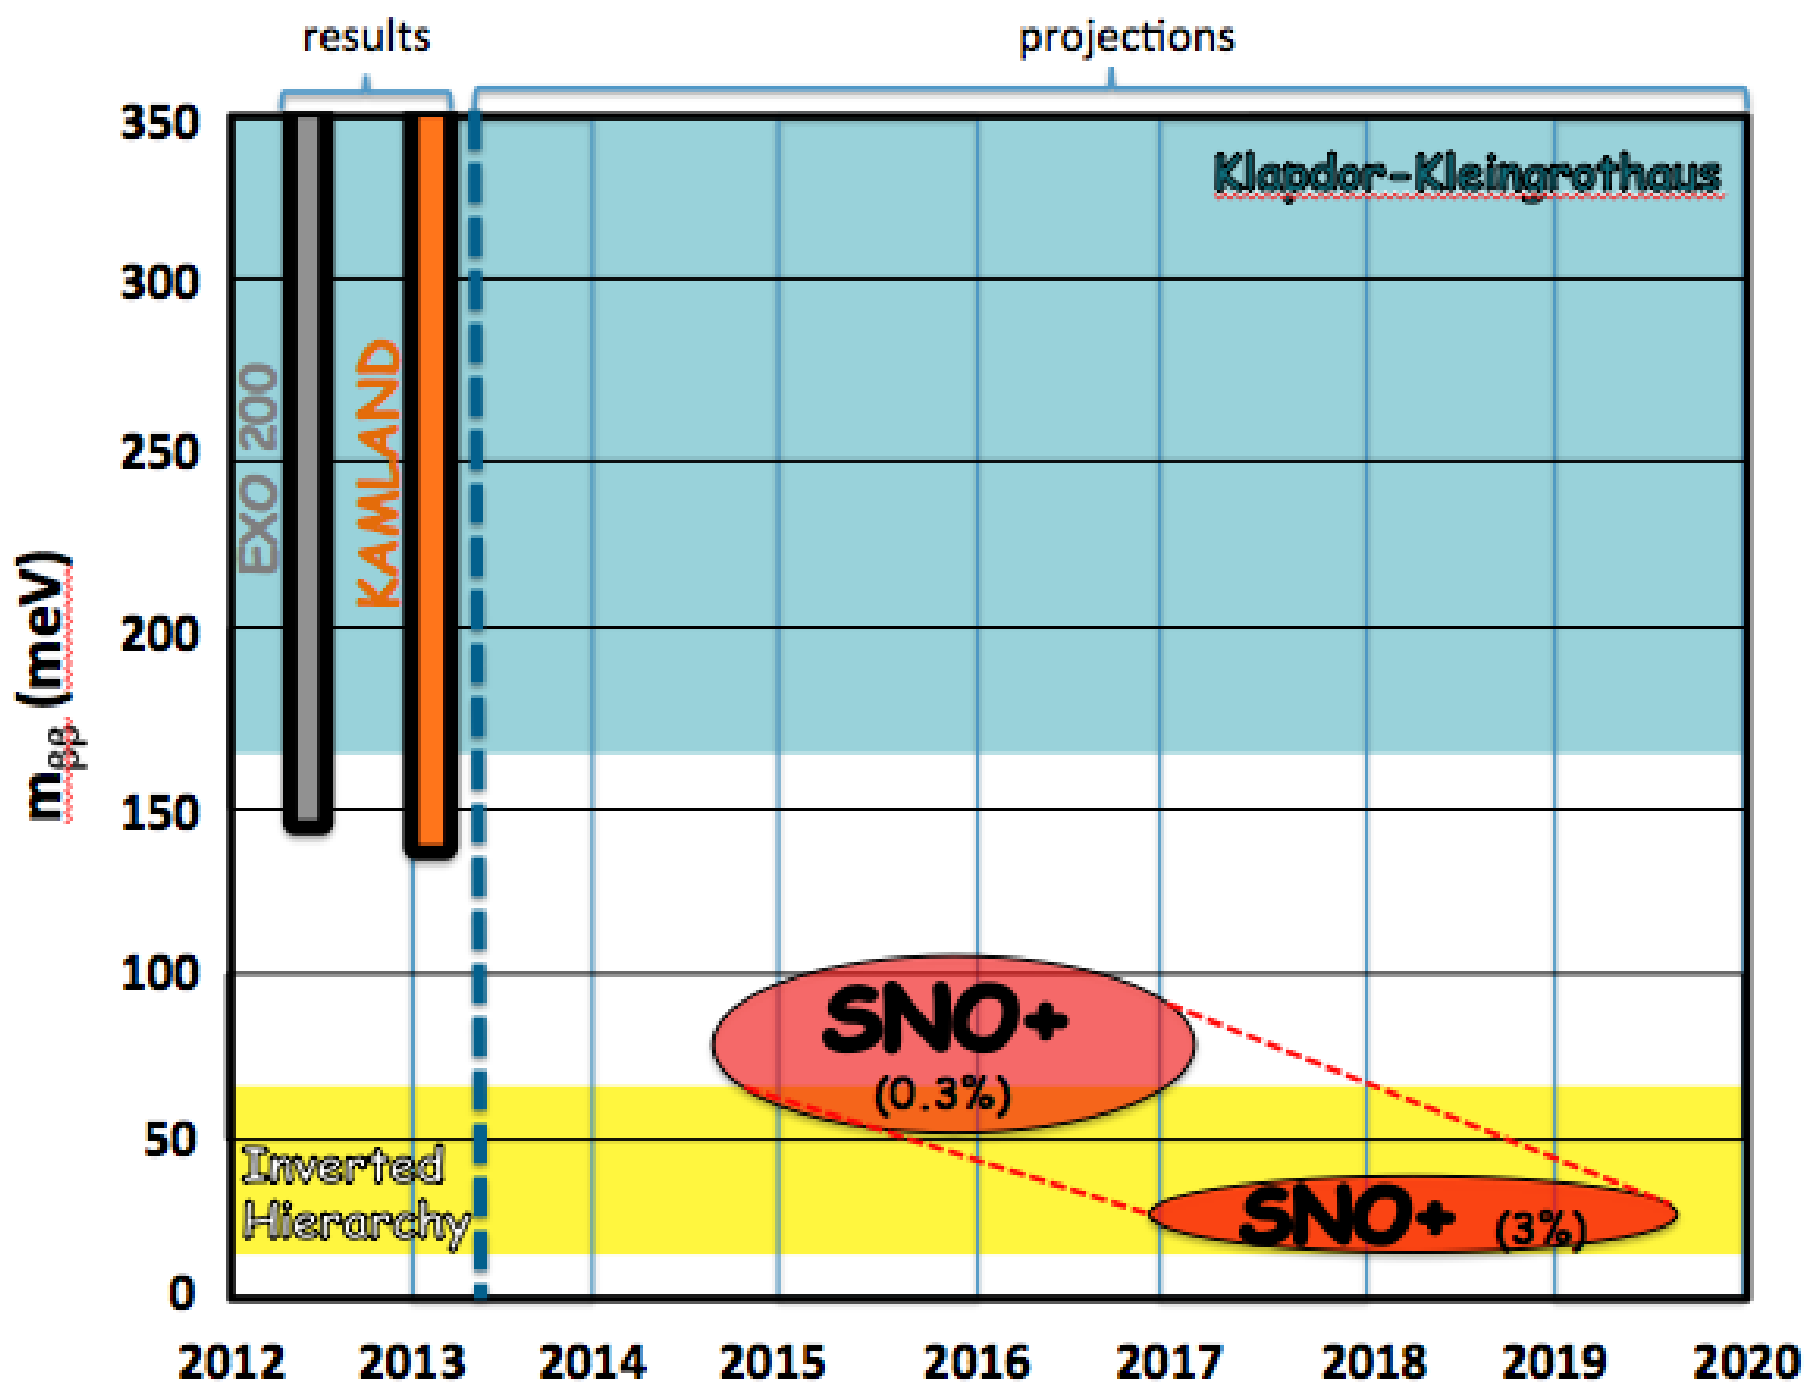 results
projections
350
300
250
200
150
100
50
0
m_ββ (meV)
EXO 200
KAMLAND
Klapdor-Kleingrothaus
SNO+
(0.3%)
Inverted
Hierarchy
SNO+ (3%)
2012 2013 2014 2015 2016 2017 2018 2019 2020